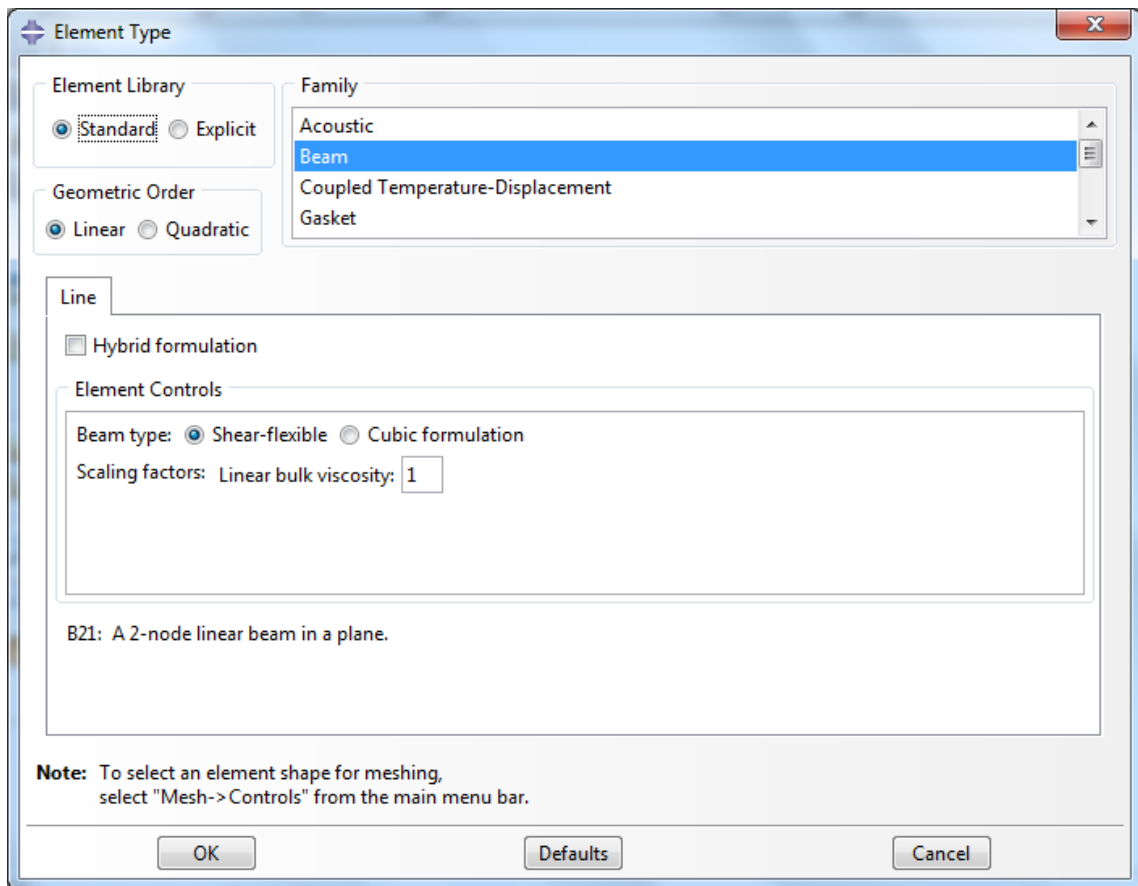 Element Type
Element Library
Standard Explicit
Family
Acoustic
Beam
Coupled Temperature-Displacement
Gasket
Geometric Order
Linear Quadratic
Line
Hybrid formulation
Element Controls
Beam type: Shear-flexible Cubic formulation
Scaling factors: Linear bulk viscosity: 1
B21: A 2-node linear beam in a plane.
Note: To select an element shape for meshing,
select "Mesh->Controls" from the main menu bar.
OK Defaults Cancel